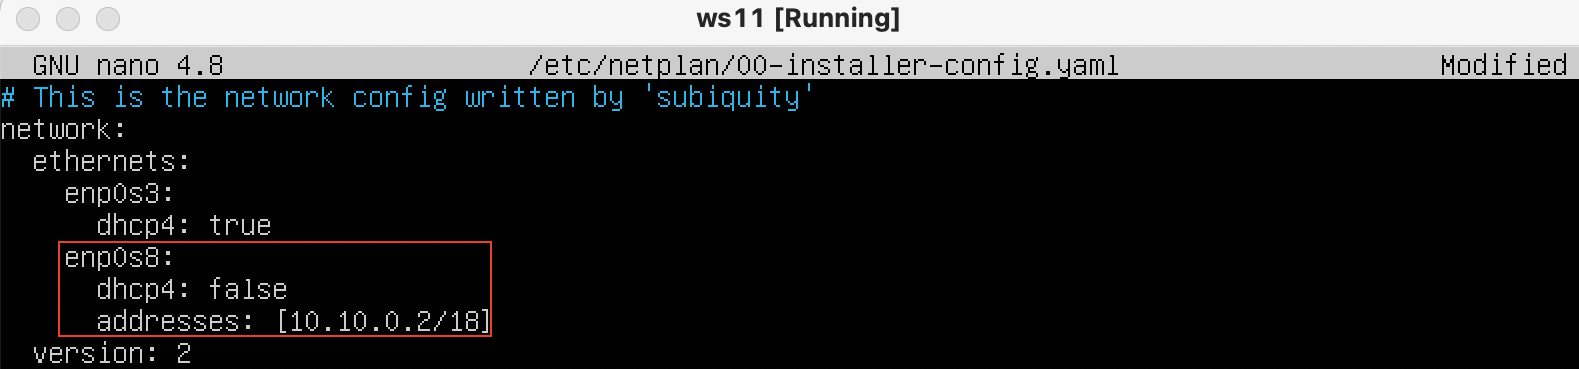 ws11 [Running]
GNU nano 4.8 /etc/netplan/00-installer-config.yaml Modified
# This is the network config written by 'subiquity'
network:
  ethernets:
    enp0s3:
      dhcp4: true
    enp0s8:
      dhcp4: false
      addresses: [10.10.0.2/18]
  version: 2